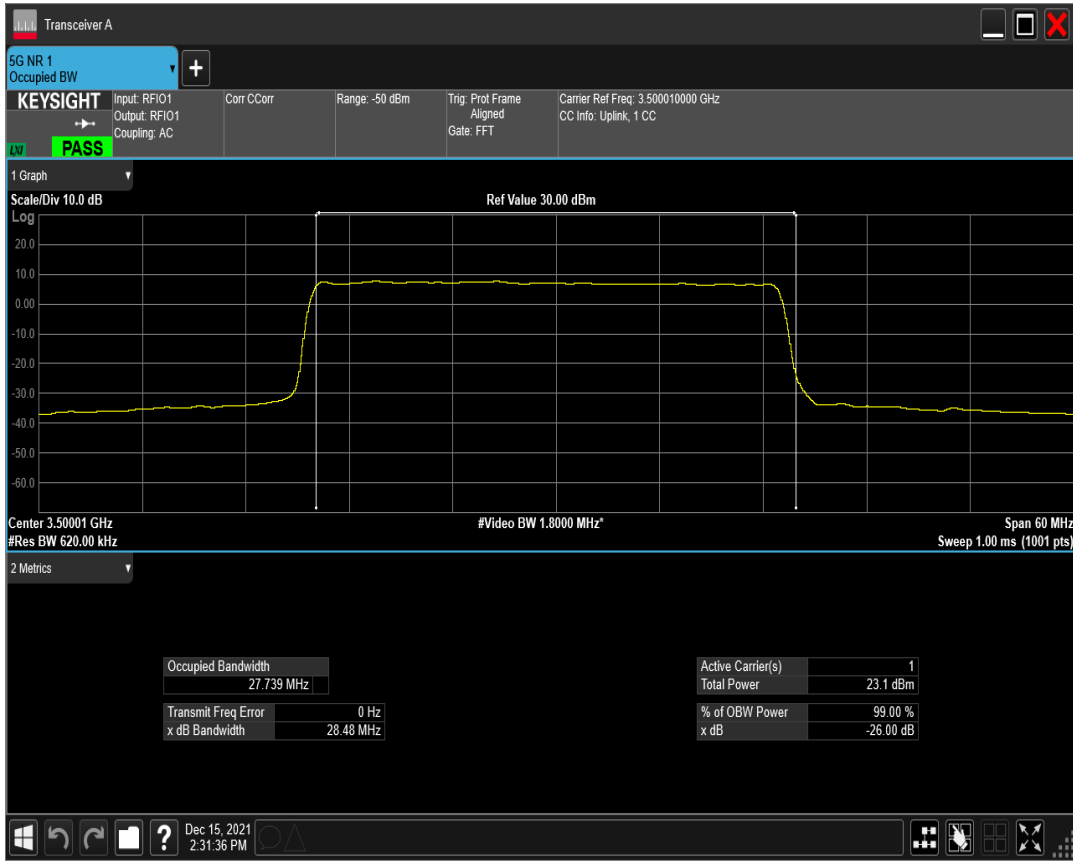 Transceiver A
5G NR 1
Occupied BW
+
KEYSIGHT
LXI PASS
Input: RFIO1
Output: RFIO1
Coupling: AC
Corr CCorr
Range: -50 dBm
Trig: Prot Frame
Aligned
Gate: FFT
Carrier Ref Freq: 3.500010000 GHz
CC Info: Uplink, 1 CC
1 Graph
Scale/Div 10.0 dB
Ref Value 30.00 dBm
Log
20.0
10.0
0.00
-10.0
-20.0
-30.0
-40.0
-50.0
-60.0
Center 3.50001 GHz
#Video BW 1.8000 MHz*
Span 60 MHz
#Res BW 620.00 kHz
Sweep 1.00 ms (1001 pts)
2 Metrics
Occupied Bandwidth
27.739 MHz
Transmit Freq Error 0 Hz
x dB Bandwidth 28.48 MHz
Active Carrier(s) 1
Total Power 23.1 dBm
% of OBW Power 99.00 %
x dB -26.00 dB
?
Dec 15, 2021
2:31:36 PM